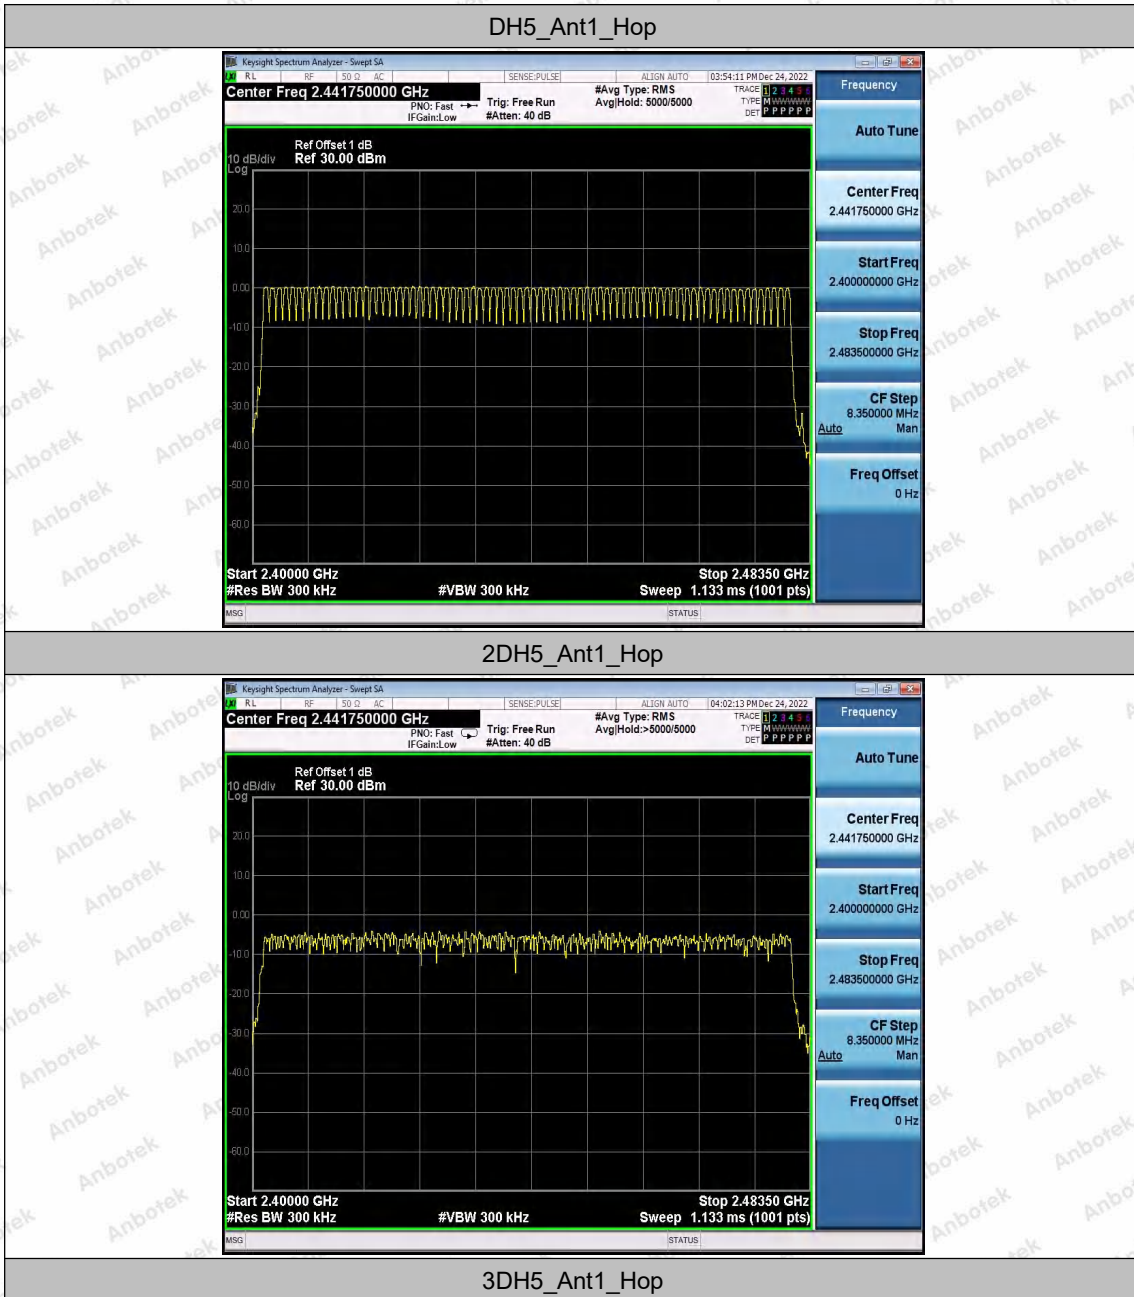 DH5_Ant1_Hop
Keysight Spectrum Analyzer - Swept SA
LXI RL RF 50 Ω AC SENSE:PULSE ALIGN AUTO 03:54:11 PM Dec 24, 2022
Center Freq 2.441750000 GHz
#Avg Type: RMS
TRACE 1 2 3 4 5 6
PNO: Fast
Trig: Free Run
Avg|Hold: 5000/5000
TYPE M WWWWW
IFGain:Low
#Atten: 40 dB
DET P P P P P P
Frequency
Auto Tune
Ref Offset 1 dB
10 dB/div Ref 30.00 dBm
Log
20.0
10.0
0.00
-10.0
-20.0
-30.0
-40.0
-50.0
-60.0
Center Freq
2.441750000 GHz
Start Freq
2.400000000 GHz
Stop Freq
2.483500000 GHz
CF Step
8.350000 MHz
Auto Man
Freq Offset
0 Hz
Start 2.40000 GHz Stop 2.48350 GHz
#Res BW 300 kHz #VBW 300 kHz Sweep 1.133 ms (1001 pts)
MSG STATUS
2DH5_Ant1_Hop
Keysight Spectrum Analyzer - Swept SA
LXI RL RF 50 Ω AC SENSE:PULSE ALIGN AUTO 04:02:13 PM Dec 24, 2022
Center Freq 2.441750000 GHz
#Avg Type: RMS
TRACE 1 2 3 4 5 6
PNO: Fast
Trig: Free Run
Avg|Hold:>5000/5000
TYPE M WWWWW
IFGain:Low
#Atten: 40 dB
DET P P P P P P
Frequency
Auto Tune
Ref Offset 1 dB
10 dB/div Ref 30.00 dBm
Log
20.0
10.0
0.00
-10.0
-20.0
-30.0
-40.0
-50.0
-60.0
Center Freq
2.441750000 GHz
Start Freq
2.400000000 GHz
Stop Freq
2.483500000 GHz
CF Step
8.350000 MHz
Auto Man
Freq Offset
0 Hz
Start 2.40000 GHz Stop 2.48350 GHz
#Res BW 300 kHz #VBW 300 kHz Sweep 1.133 ms (1001 pts)
MSG STATUS
3DH5_Ant1_Hop